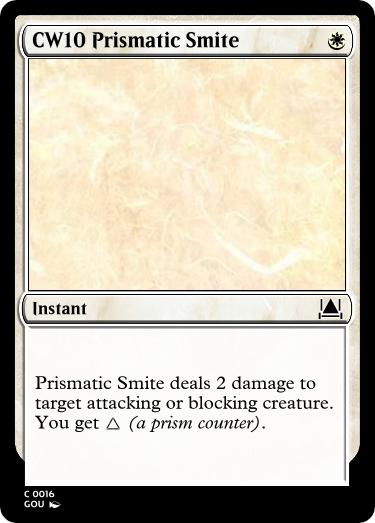 CW10 Prismatic Smite
Instant
Prismatic Smite deals 2 damage to
target attacking or blocking creature.
You get △ (a prism counter).
C 0016
GOU